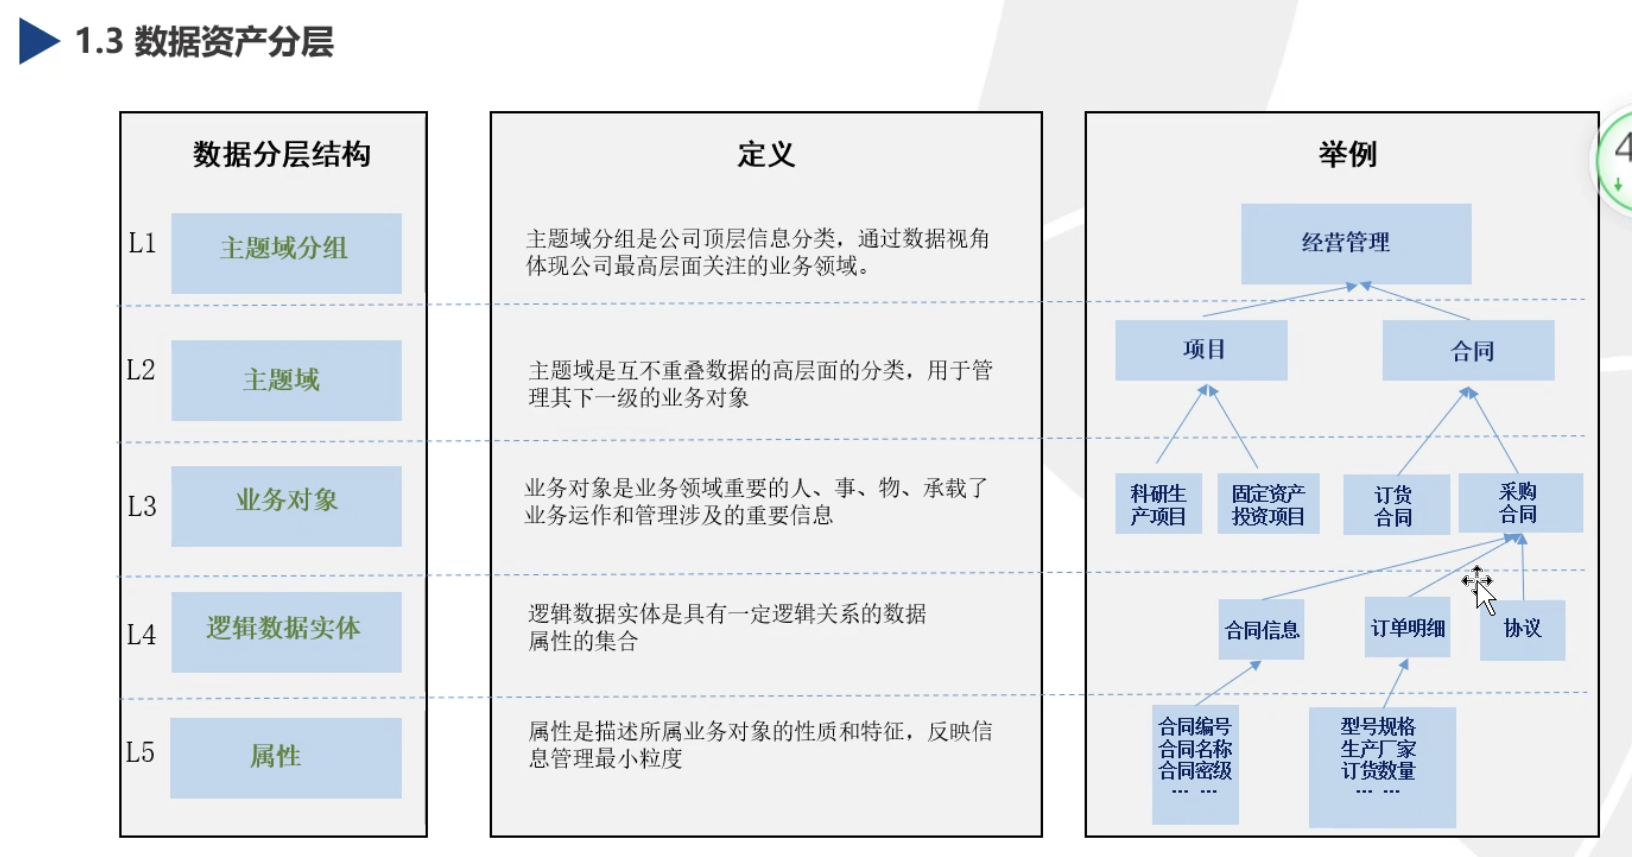 1.3 数据资产分层
数据分层结构
定义
举例
L1
主题域分组
主题域分组是公司顶层信息分类，通过数据视角
体现公司最高层面关注的业务领域。
经营管理
L2
主题域
主题域是互不重叠数据的高层面的分类，用于管
理其下一级的业务对象
项目
合同
L3
业务对象
业务对象是业务领域重要的人、事、物、承载了
业务运作和管理涉及的重要信息
科研生
产项目
固定资产
投资项目
订货
合同
采购
合同
L4
逻辑数据实体
逻辑数据实体是具有一定逻辑关系的数据
属性的集合
合同信息
订单明细
协议
L5
属性
属性是描述所属业务对象的性质和特征，反映信
息管理最小粒度
合同编号
合同名称
合同密级
... ...
型号规格
生产厂家
订货数量
... ...
4